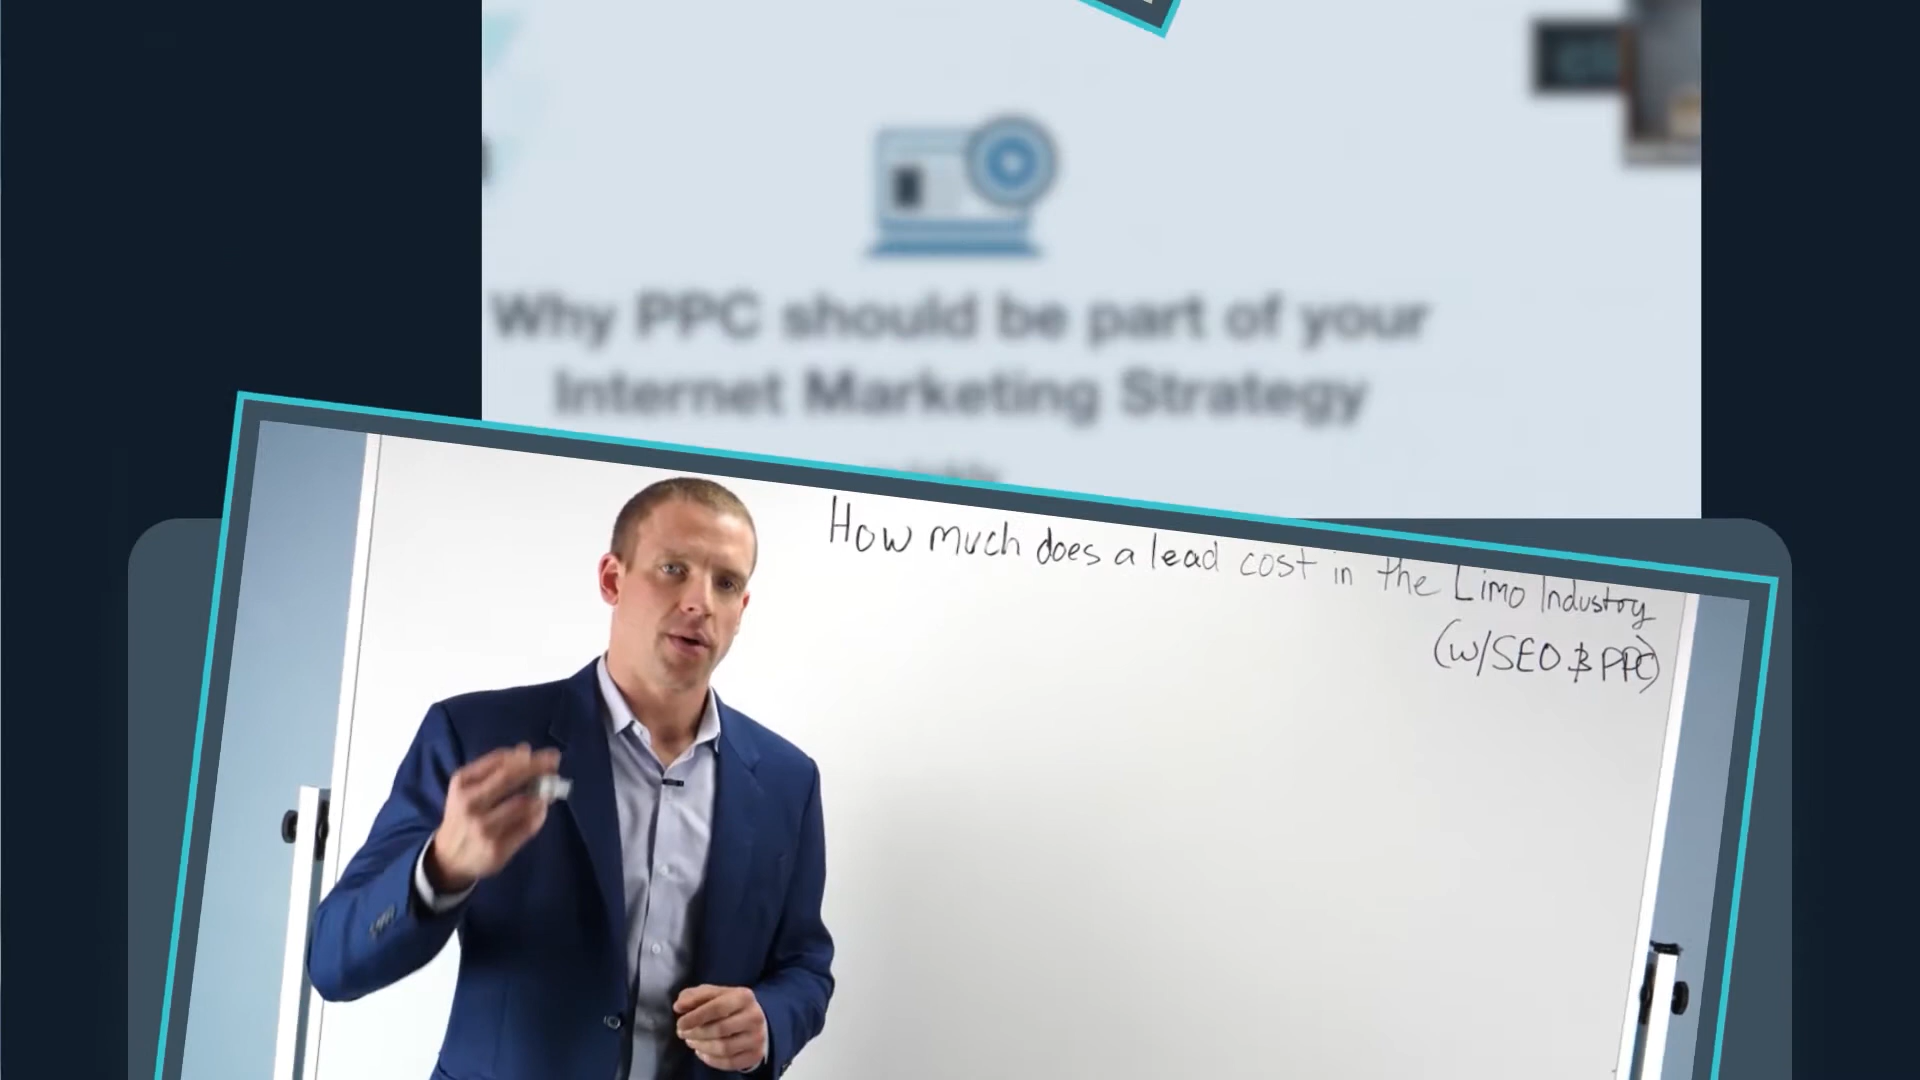 Why PPC should be part of your
Internet Marketing Strategy
How much does a lead cost in the Limo Industry
(w/SEO & PPC)